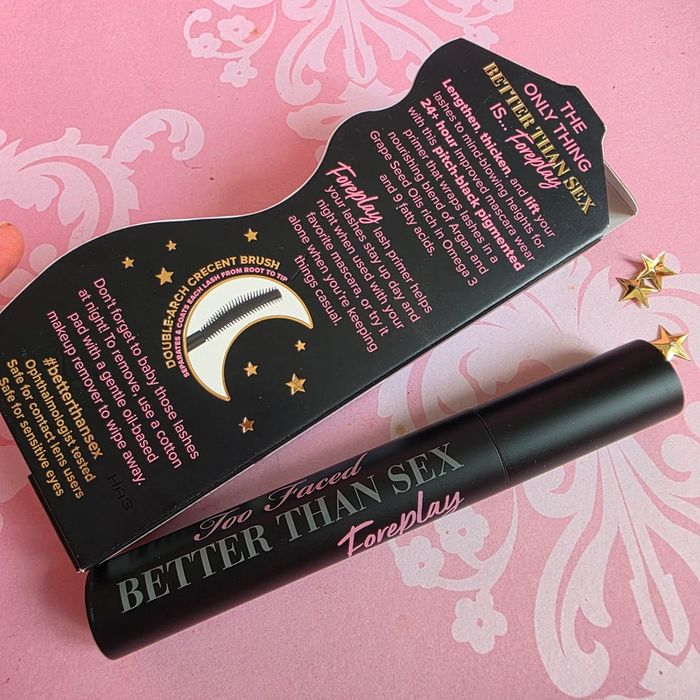 THE
ONLY THING
BETTER THAN SEX
IS... Foreplay
Lengthen, thicken, and lift your
lashes to mind-blowing heights for
24+ hour improved mascara wear
with this pitch-black pigmented
primer that wraps lashes in a
nourishing blend of Argan and
Grape Seed Oils rich in Omega 3
and 9 fatty acids.
Foreplay lash primer helps
your lashes stay up day and
night when used with your
favorite mascara, or try it
alone when you're keeping
things casual.
DOUBLE-ARCH CRECENT BRUSH
SEPARATES & COATS EACH LASH FROM ROOT TO TIP
Don't forget to baby those lashes
at night! To remove, use a cotton
pad with a gentle oil-based
makeup remover to wipe away.
#betterthansex
Ophthalmologist tested
Safe for contact lens users
Safe for sensitive eyes
Too Faced
BETTER THAN SEX
Foreplay